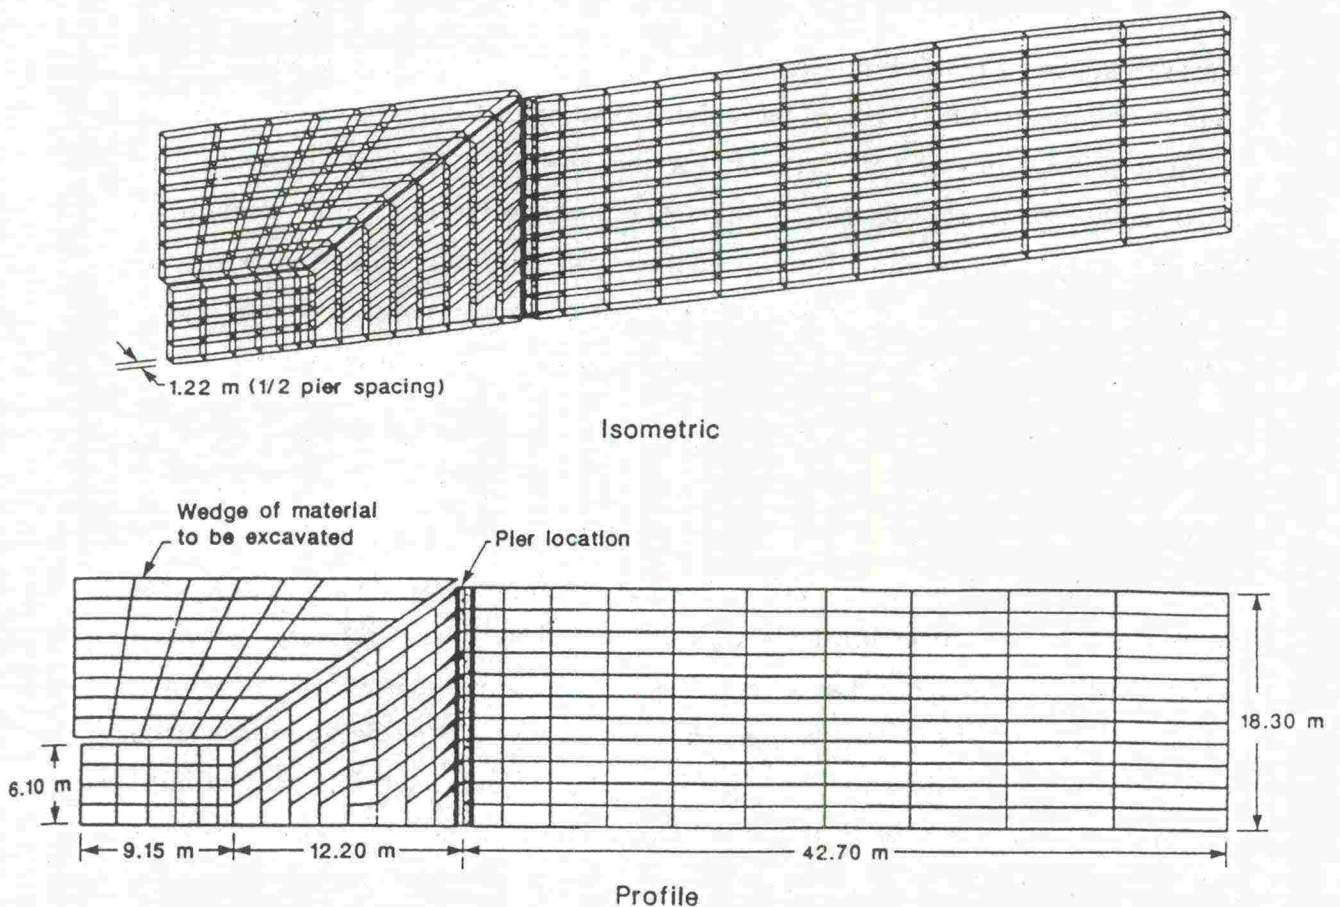 1.22 m (1/2 pier spacing)
Isometric
Wedge of material
to be excavated
Pier location
18.30 m
6.10 m
9.15 m
12.20 m
42.70 m
Profile